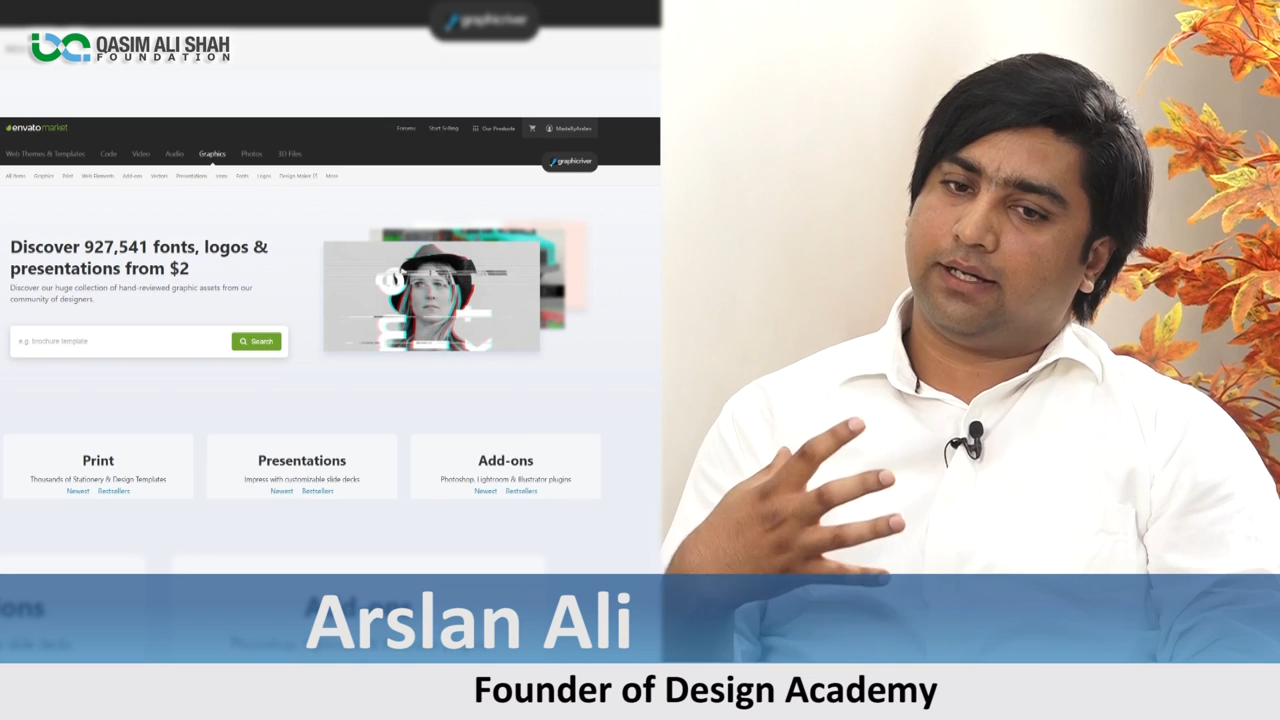 graphicriver
QASIM ALI SHAH
FOUNDATION
envatomarket
Forums Start Selling Our Products MadeByArslan
Web Themes & Templates Code Video Audio Graphics Photos 3D Files
graphicriver
All Items Graphics Print Web Elements Add-ons Vectors Presentations Icons Fonts Logos Design Maker More
Discover 927,541 fonts, logos &
presentations from $2
Discover our huge collection of hand-reviewed graphic assets from our
community of designers.
e.g. brochure template Search
Print Presentations Add-ons
Thousands of Stationery & Design Templates Impress with customizable slide decks Photoshop, Lightroom & Illustrator plugins
Newest Bestsellers Newest Bestsellers Newest Bestsellers
Arslan Ali
Founder of Design Academy